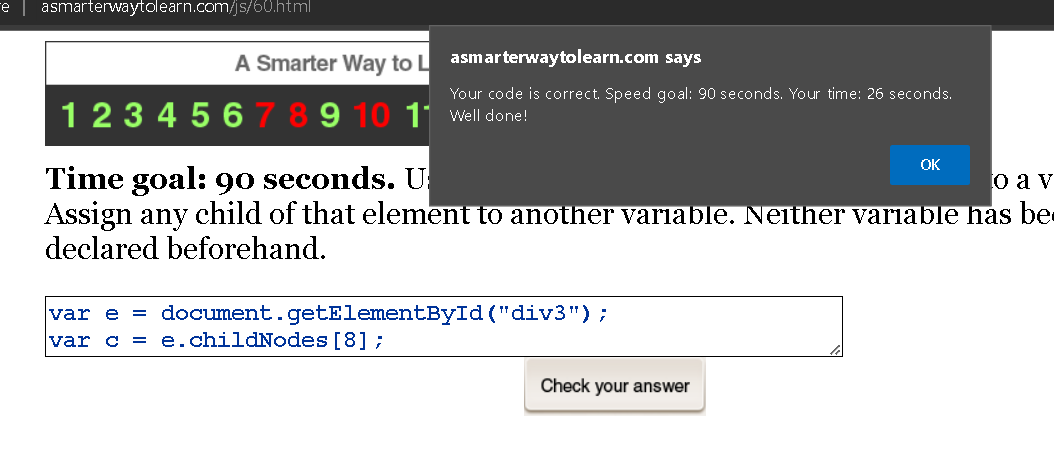 asmarterwaytolearn.com/js/60.html
A Smarter Way to L
asmarterwaytolearn.com says
Your code is correct. Speed goal: 90 seconds. Your time: 26 seconds.
Well done!
OK
1 2 3 4 5 6 7 8 9 10 11
Time goal: 90 seconds. Us to a v
Assign any child of that element to another variable. Neither variable has bee
declared beforehand.
var e = document.getElementById("div3");
var c = e.childNodes[8];
Check your answer